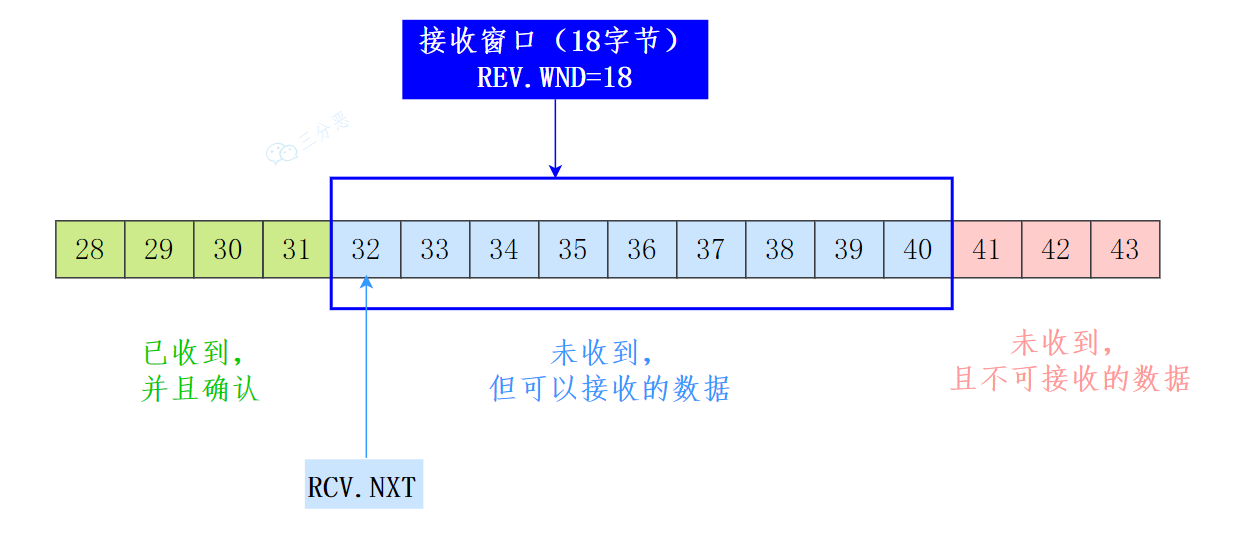 接收窗口（18字节）
REV.WND=18
三分恶
28 29 30 31 32 33 34 35 36 37 38 39 40 41 42 43
已收到，
并且确认
未收到，
但可以接收的数据
未收到，
且不可接收的数据
RCV.NXT